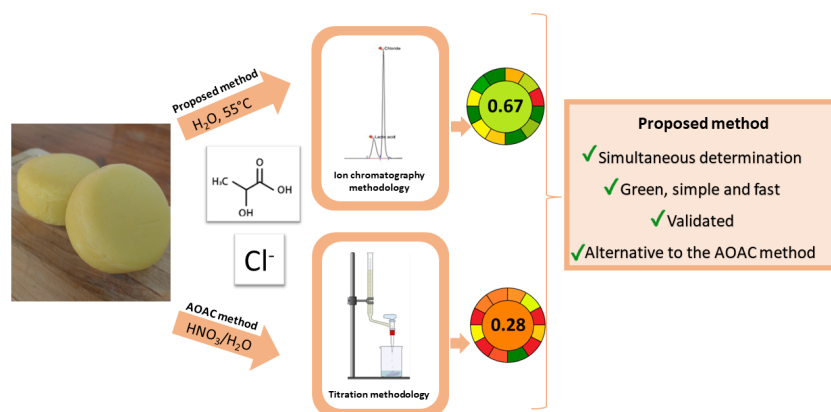 Proposed method
H₂O, 55°C
Chloride
Lactic acid
Ion chromatography
methodology
0.67
H₃C
O
OH
OH
Cl⁻
AOAC method
HNO₃/H₂O
Titration methodology
0.28
Proposed method
✓Simultaneous determination
✓Green, simple and fast
✓Validated
✓Alternative to the AOAC method